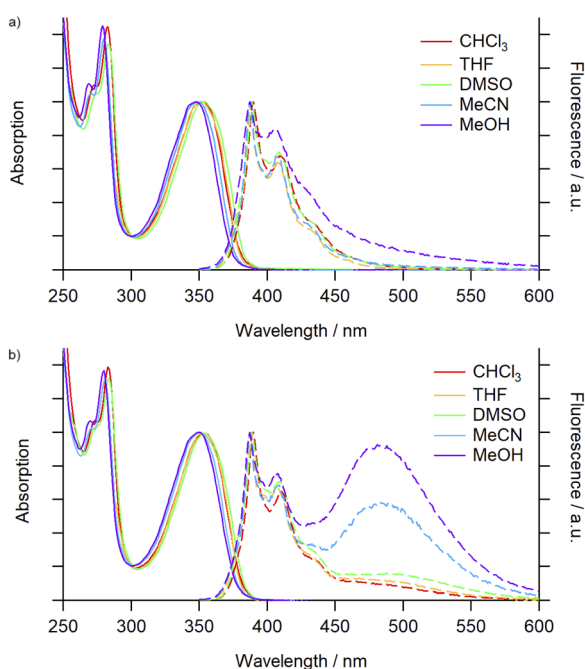 a)
CHCl₃
THF
DMSO
MeCN
MeOH
Absorption
Fluorescence / a.u.
250 300 350 400 450 500 550 600
Wavelength / nm
b)
CHCl₃
THF
DMSO
MeCN
MeOH
Absorption
Fluorescence / a.u.
250 300 350 400 450 500 550 600
Wavelength / nm